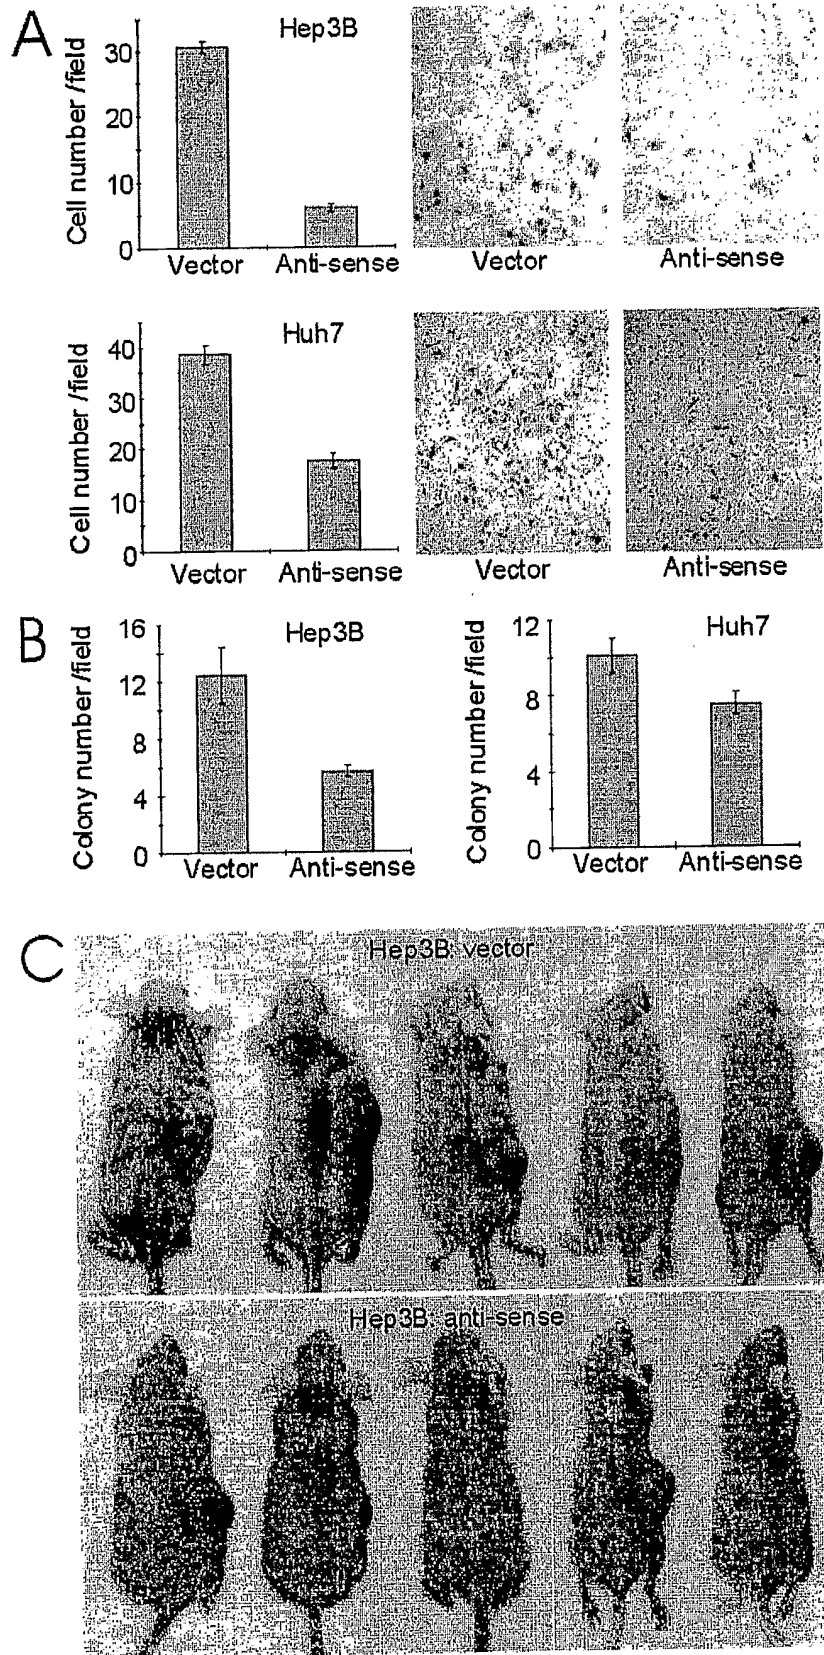 A
Hep3B
Cell number /field
30
20
10
0
Vector Anti-sense
Vector Anti-sense
Huh7
Cell number /field
40
30
20
10
0
Vector Anti-sense
Vector Anti-sense
B
Hep3B
Colony number /field
16
12
8
4
0
Vector Anti-sense
Huh7
Colony number /field
12
8
4
0
Vector Anti-sense
C
Hep3B: vector
Hep3B: anti-sense